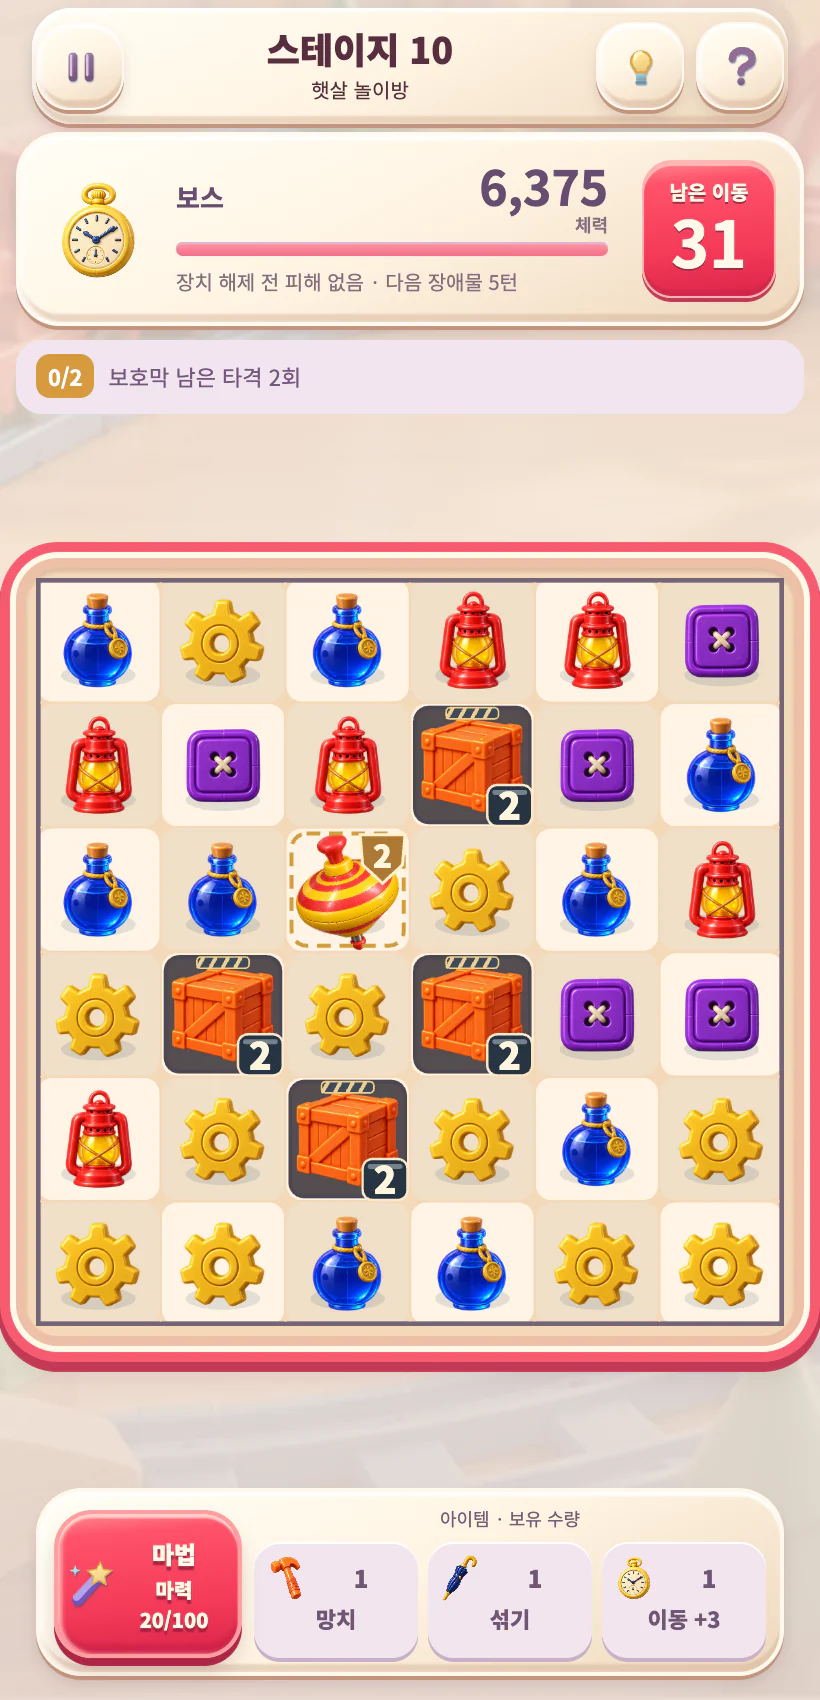 스테이지 10
햇살 놀이방
보스
6,375
체력
장치 해제 전 피해 없음 · 다음 장애물 5턴
남은 이동
31
0/2 보호막 남은 타격 2회
2
2
2
2
2
마법
마력
20/100
아이템 · 보유 수량
1
망치
1
섞기
1
이동 +3